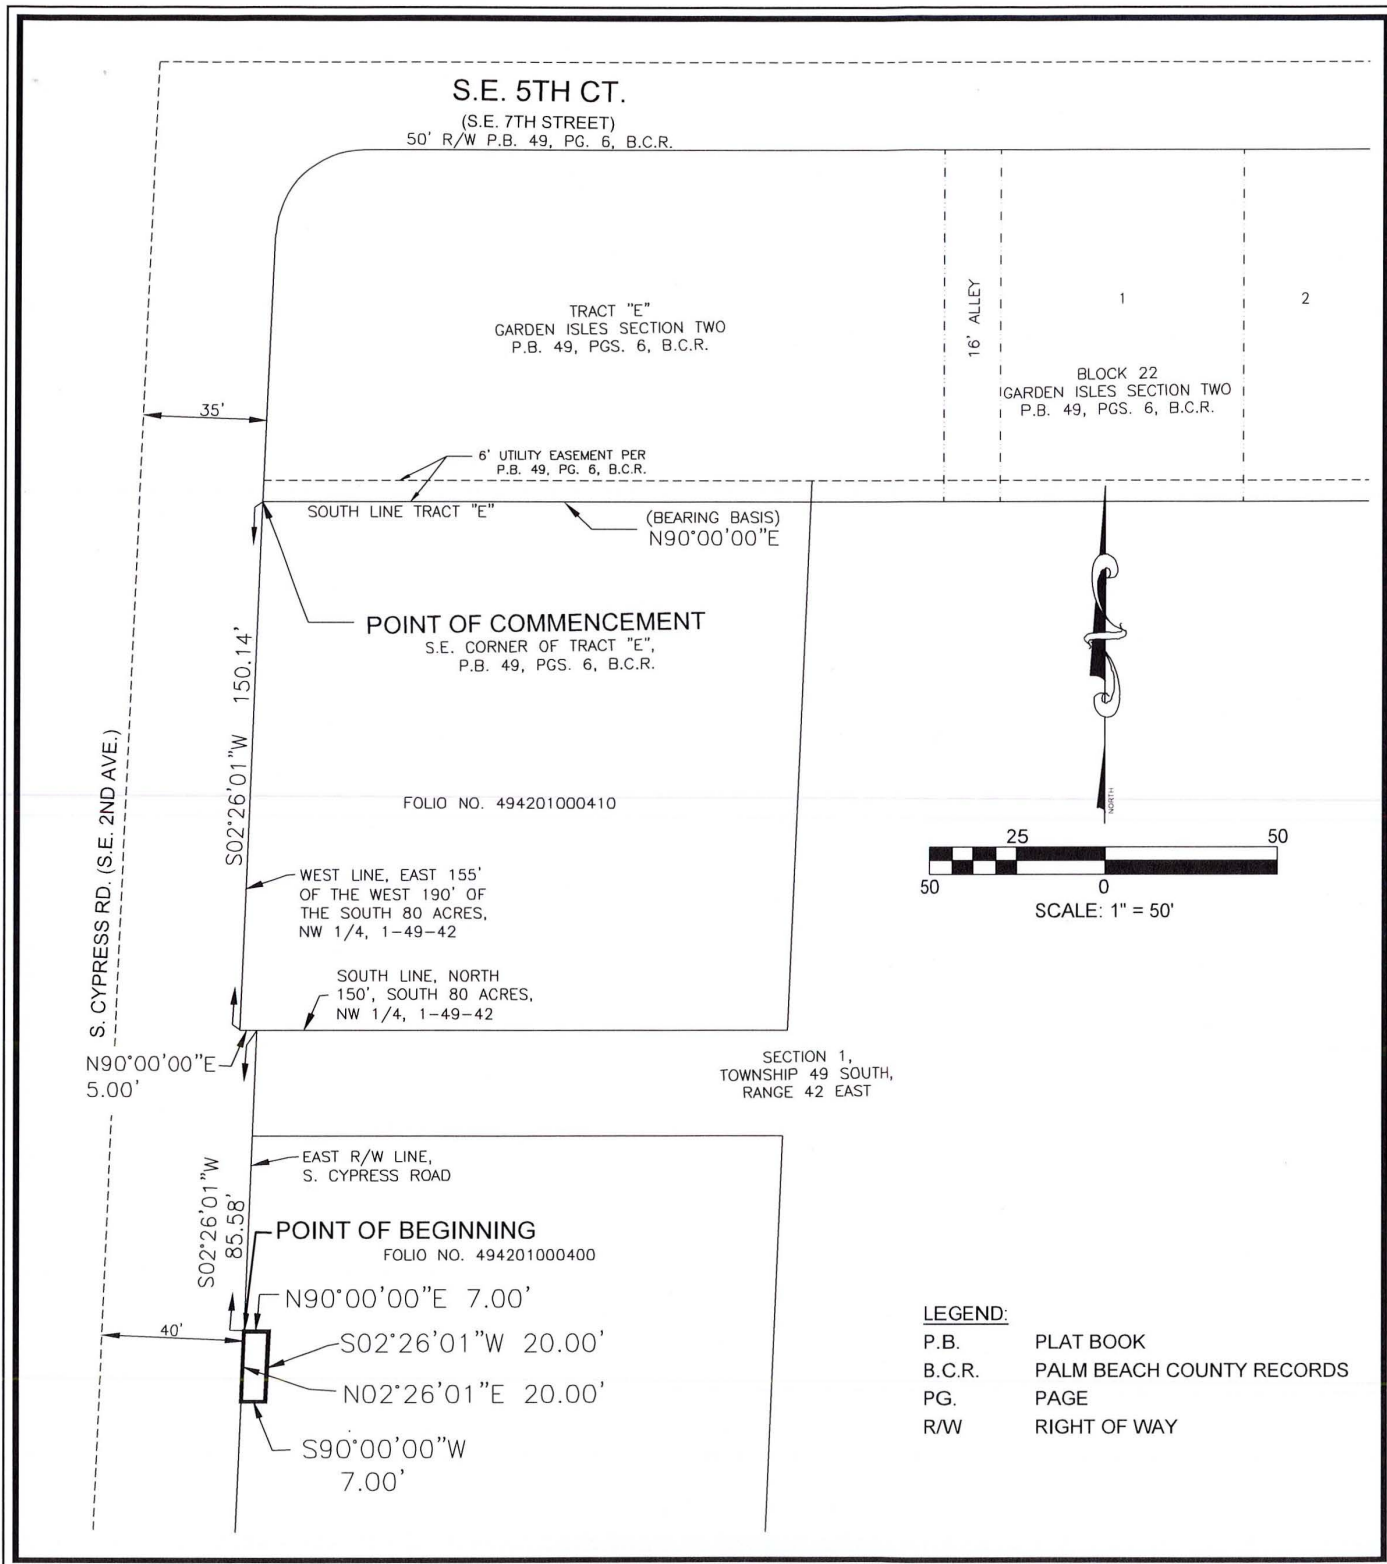 S.E. 5TH CT.
(S.E. 7TH STREET)
50' R/W P.B. 49, PG. 6, B.C.R.
TRACT "E"
GARDEN ISLES SECTION TWO
P.B. 49, PGS. 6, B.C.R.
16' ALLEY
1
2
BLOCK 22
GARDEN ISLES SECTION TWO
P.B. 49, PGS. 6, B.C.R.
35'
6' UTILITY EASEMENT PER
P.B. 49, PG. 6, B.C.R.
SOUTH LINE TRACT "E"
(BEARING BASIS)
N90°00'00"E
POINT OF COMMENCEMENT
S.E. CORNER OF TRACT "E",
P.B. 49, PGS. 6, B.C.R.
S02°26'01"W 150.14'
S. CYPRESS RD. (S.E. 2ND AVE.)
FOLIO NO. 494201000410
NORTH
25
50
50
0
SCALE: 1" = 50'
WEST LINE, EAST 155'
OF THE WEST 190' OF
THE SOUTH 80 ACRES,
NW 1/4, 1-49-42
SOUTH LINE, NORTH
150', SOUTH 80 ACRES,
NW 1/4, 1-49-42
N90°00'00"E
5.00'
SECTION 1,
TOWNSHIP 49 SOUTH,
RANGE 42 EAST
EAST R/W LINE,
S. CYPRESS ROAD
S02°26'01"W
85.58'
POINT OF BEGINNING
FOLIO NO. 494201000400
N90°00'00"E 7.00'
40'
S02°26'01"W 20.00'
N02°26'01"E 20.00'
S90°00'00"W
7.00'
LEGEND:
P.B. PLAT BOOK
B.C.R. PALM BEACH COUNTY RECORDS
PG. PAGE
R/W RIGHT OF WAY